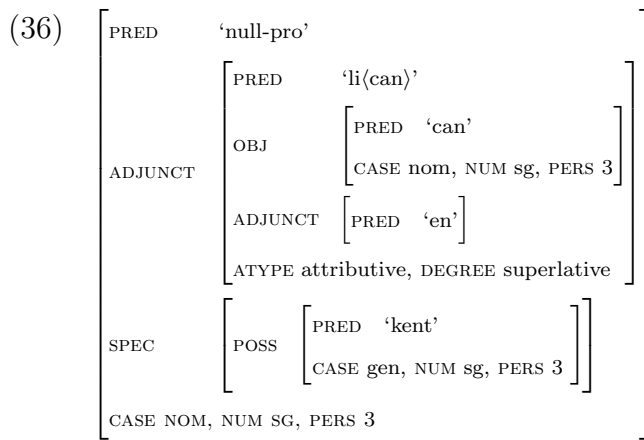 (36)
PRED ‘null-pro’
PRED ‘li⟨can⟩’
OBJ PRED ‘can’
CASE nom, NUM sg, PERS 3
ADJUNCT
ADJUNCT PRED ‘en’
ATYPE attributive, DEGREE superlative
SPEC POSS PRED ‘kent’
CASE gen, NUM sg, PERS 3
CASE NOM, NUM SG, PERS 3